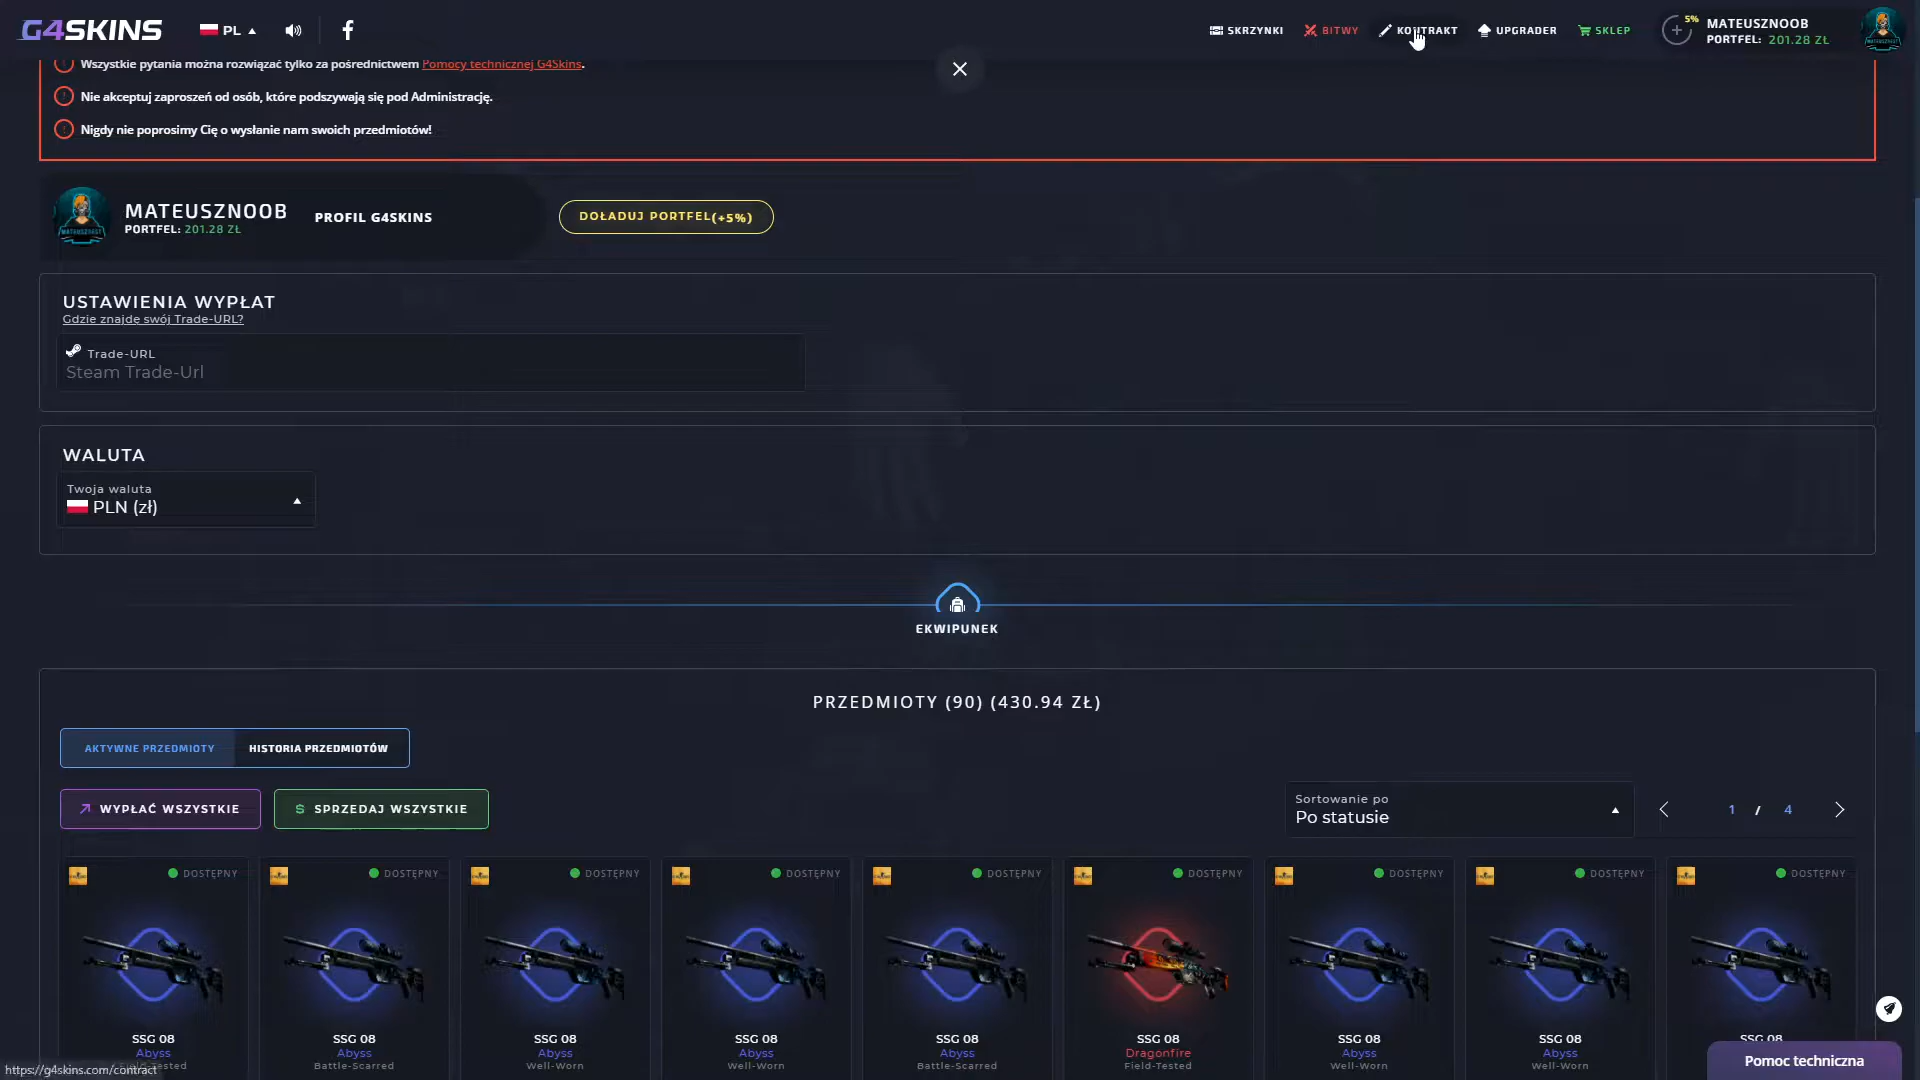 G4SKINS
PL
SKRZYNKI
BITWY
KONTRAKT
UPGRADER
SKLEP
5%
MATEUSZNOOB
PORTFEL: 201.28 ZŁ
Wszystkie pytania można rozwiązać tylko za pośrednictwem Pomocy technicznej G4Skins.
Nie akceptuj zaproszeń od osób, które podszywają się pod Administrację.
Nigdy nie poprosimy Cię o wysłanie nam swoich przedmiotów!
MATEUSZNOOB
PORTFEL: 201.28 ZŁ
PROFIL G4SKINS
DOŁADUJ PORTFEL(+5%)
USTAWIENIA WYPŁAT
Gdzie znajdę swój Trade-URL?
Trade-URL
Steam Trade-Url
WALUTA
Twoja waluta
PLN (zł)
EKWIPUNEK
PRZEDMIOTY (90) (430.94 ZŁ)
AKTYWNE PRZEDMIOTY
HISTORIA PRZEDMIOTÓW
WYPŁAĆ WSZYSTKIE
SPRZEDAJ WSZYSTKIE
Sortowanie po
Po statusie
1 / 4
DOSTĘPNY DOSTĘPNY DOSTĘPNY DOSTĘPNY DOSTĘPNY DOSTĘPNY DOSTĘPNY DOSTĘPNY DOSTĘPNY
SSG 08 SSG 08 SSG 08 SSG 08 SSG 08 SSG 08 SSG 08 SSG 08 SSG 08
Abyss Abyss Abyss Abyss Abyss Dragonfire Abyss Abyss
Field-Tested Battle-Scarred Well-Worn Well-Worn Battle-Scarred Field-Tested Well-Worn Well-Worn
https://g4skins.com/contract
Pomoc techniczna